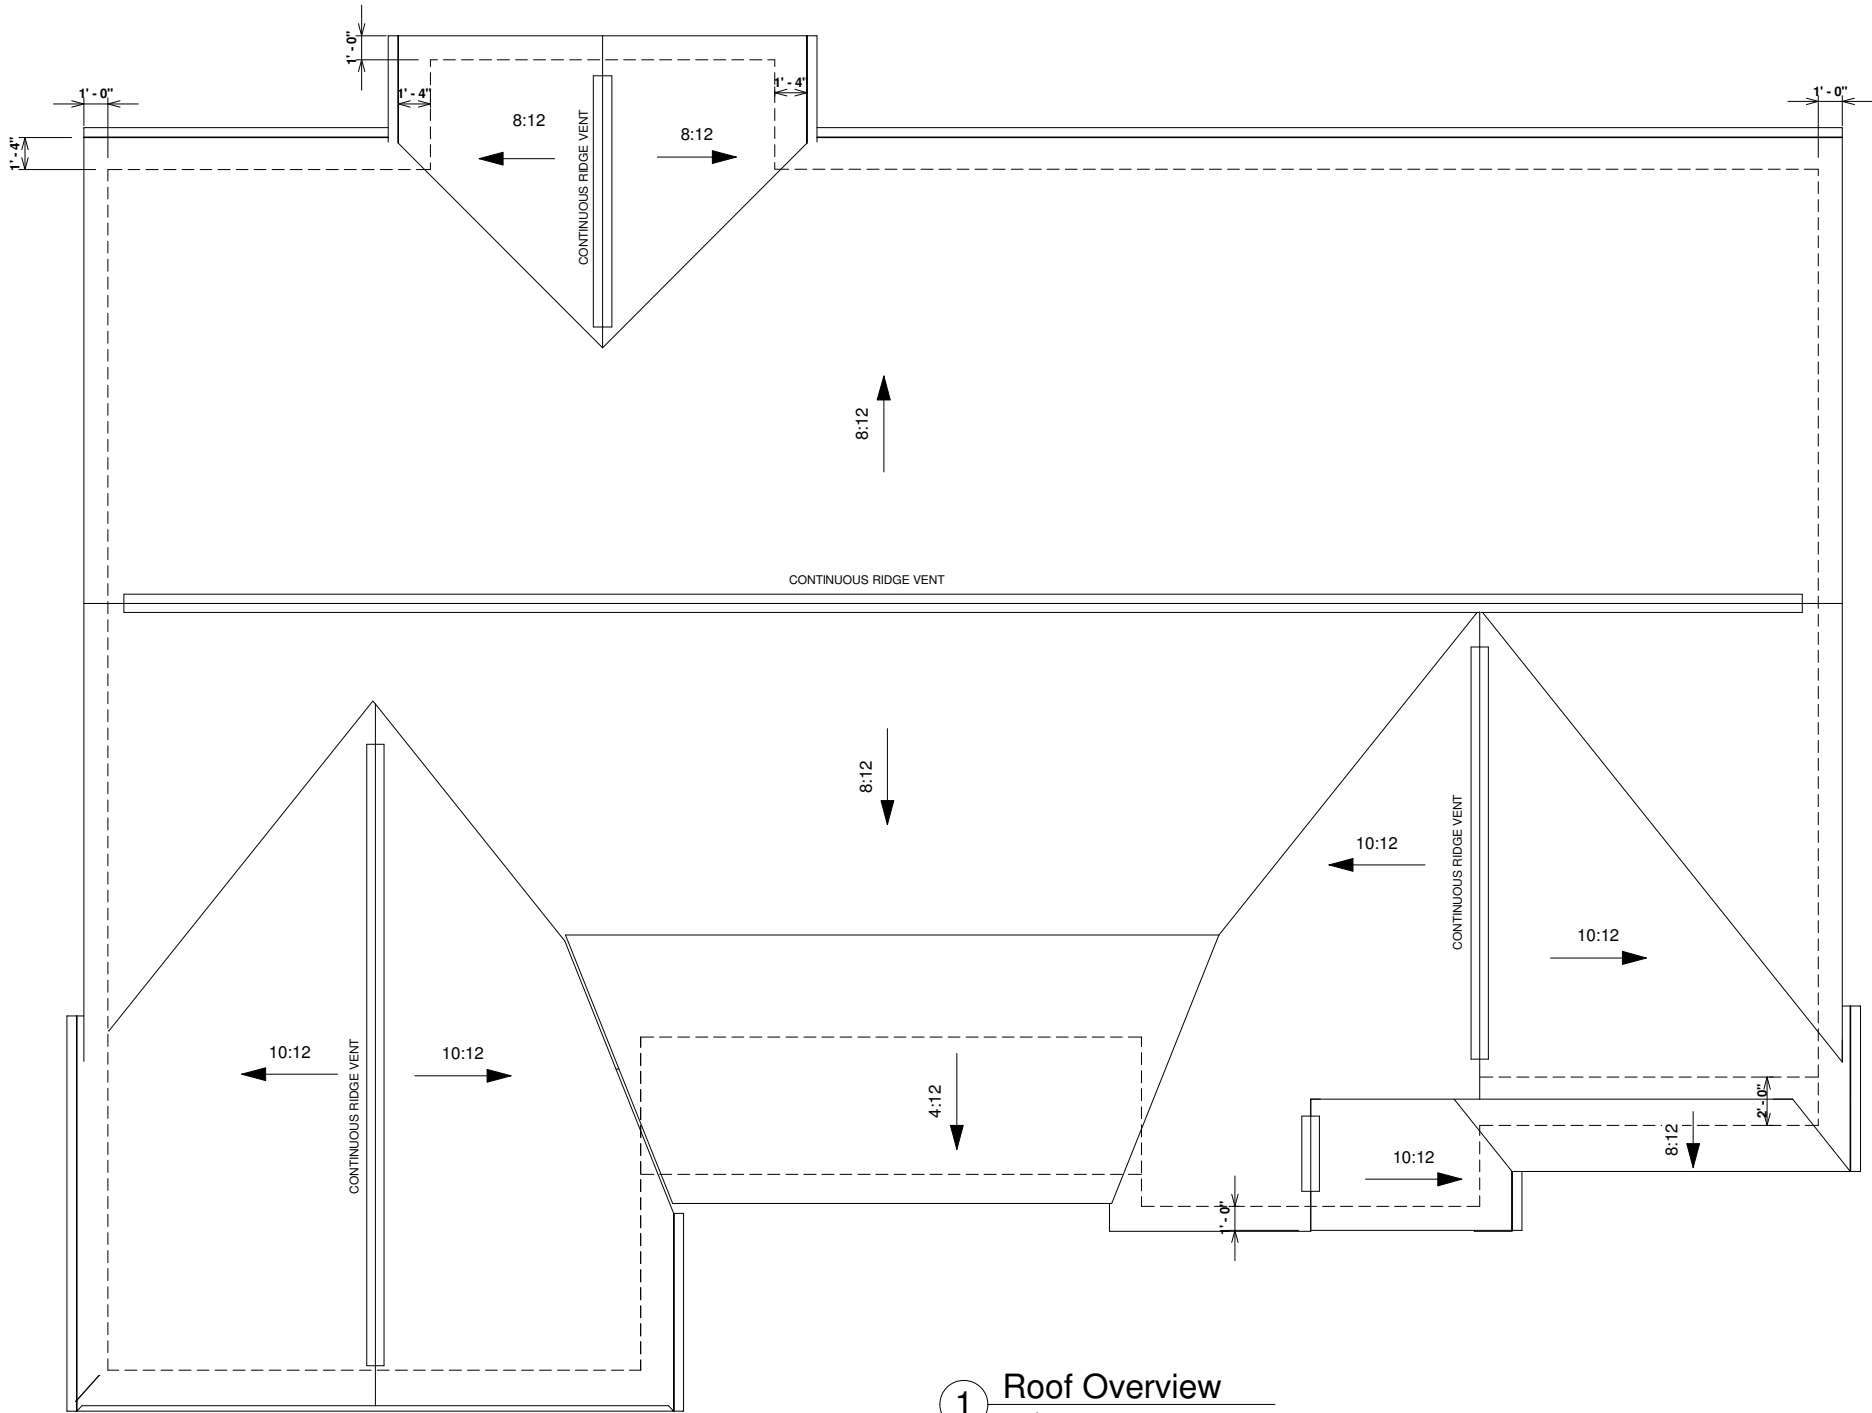 1' - 0"
1' - 0"
1' - 4"
1' - 4"
1' - 0"
1' - 4"
8:12
8:12
CONTINUOUS RIDGE VENT
8:12
CONTINUOUS RIDGE VENT
8:12
10:12
CONTINUOUS RIDGE VENT
10:12
10:12
10:12
CONTINUOUS RIDGE VENT
4:12
2' - 0"
8:12
10:12
1' - 0"
1
Roof Overview